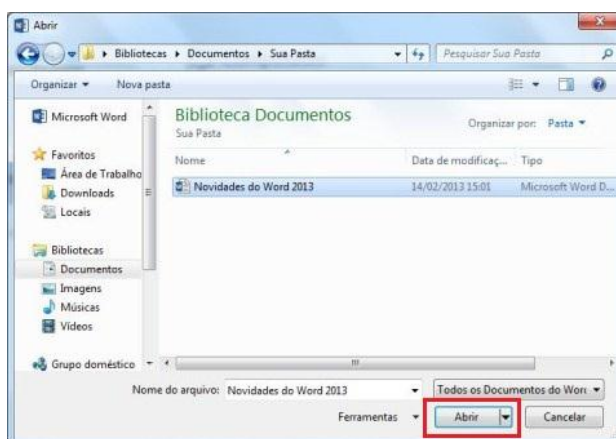 Abrir
Bibliotecas ▸ Documentos ▸ Sua Pasta
Pesquisar Sua Pasta
Organizar
Nova pasta
Microsoft Word
Favoritos
Área de Trabalho
Downloads
Locais
Bibliotecas
Documentos
Imagens
Músicas
Vídeos
Grupo doméstico
Biblioteca Documentos
Sua Pasta
Organizar por: Pasta
Nome
Data de modificaç...
Tipo
Novidades do Word 2013
14/02/2013 15:01
Microsoft Word D...
Nome do arquivo: Novidades do Word 2013
Todos os Documentos do Wor
Ferramentas
Abrir
Cancelar